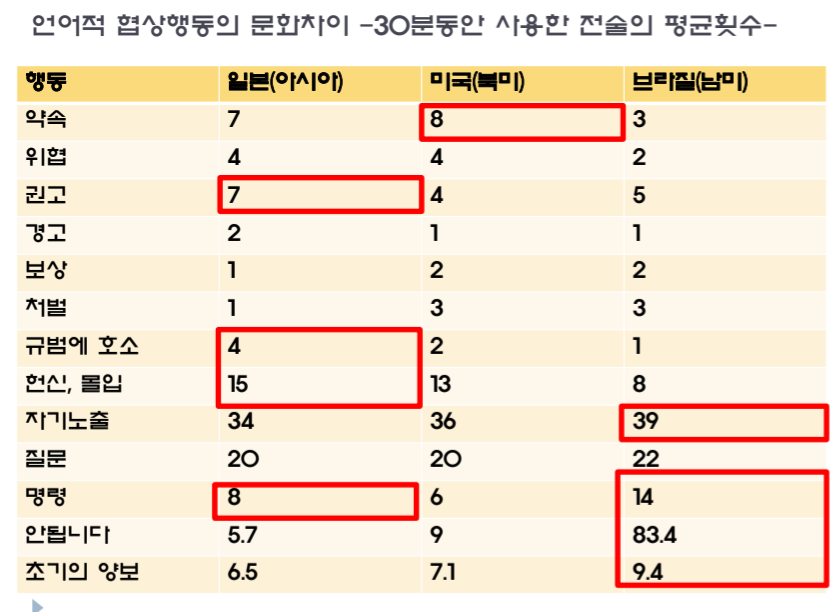 언어적 협상행동의 문화차이 -30분동안 사용한 전술의 평균횟수-
행동 일본(아시아) 미국(북미) 브라질(남미)
약속 7 8 3
위협 4 4 2
권고 7 4 5
경고 2 1 1
보상 1 2 2
처벌 1 3 3
규범에 호소 4 2 1
헌신, 몰입 15 13 8
자기노출 34 36 39
질문 20 20 22
명령 8 6 14
안됩니다 5.7 9 83.4
초기의 양보 6.5 7.1 9.4